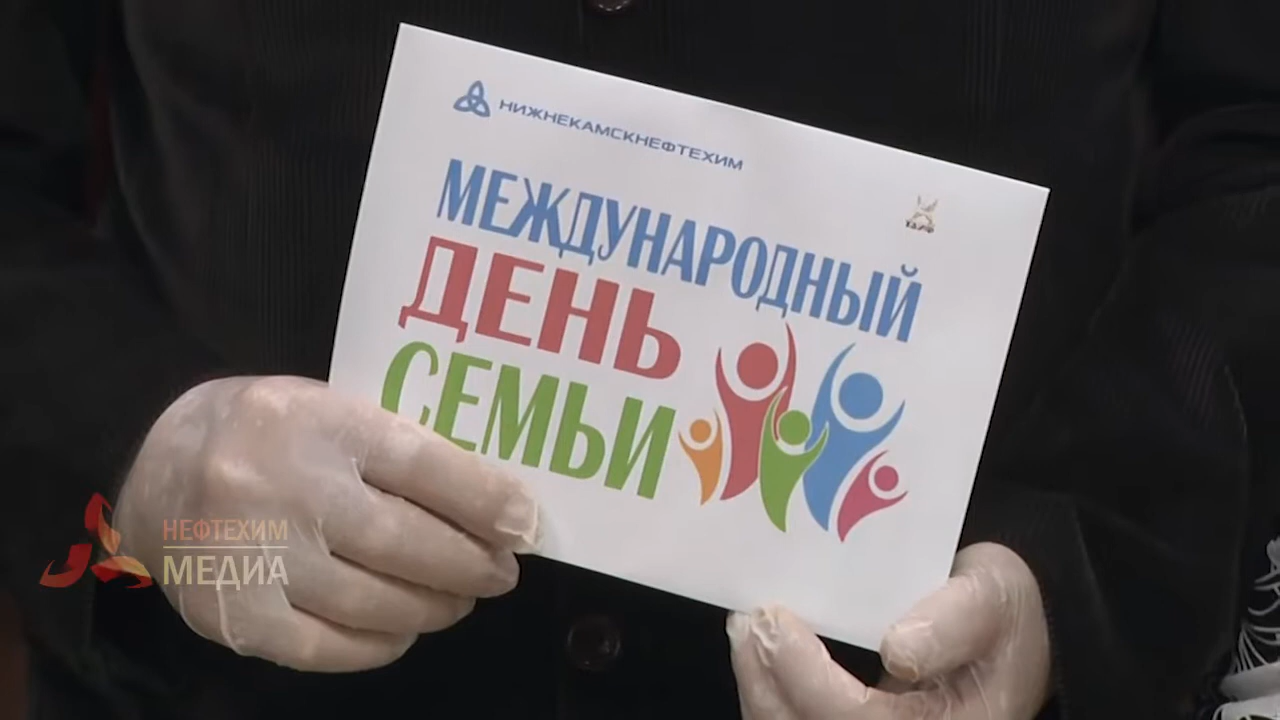 НИЖНЕКАМСКНЕФТЕХИМ
МЕЖДУНАРОДНЫЙ
ДЕНЬ
СЕМЬИ
НЕФТЕХИМ
МЕДИА